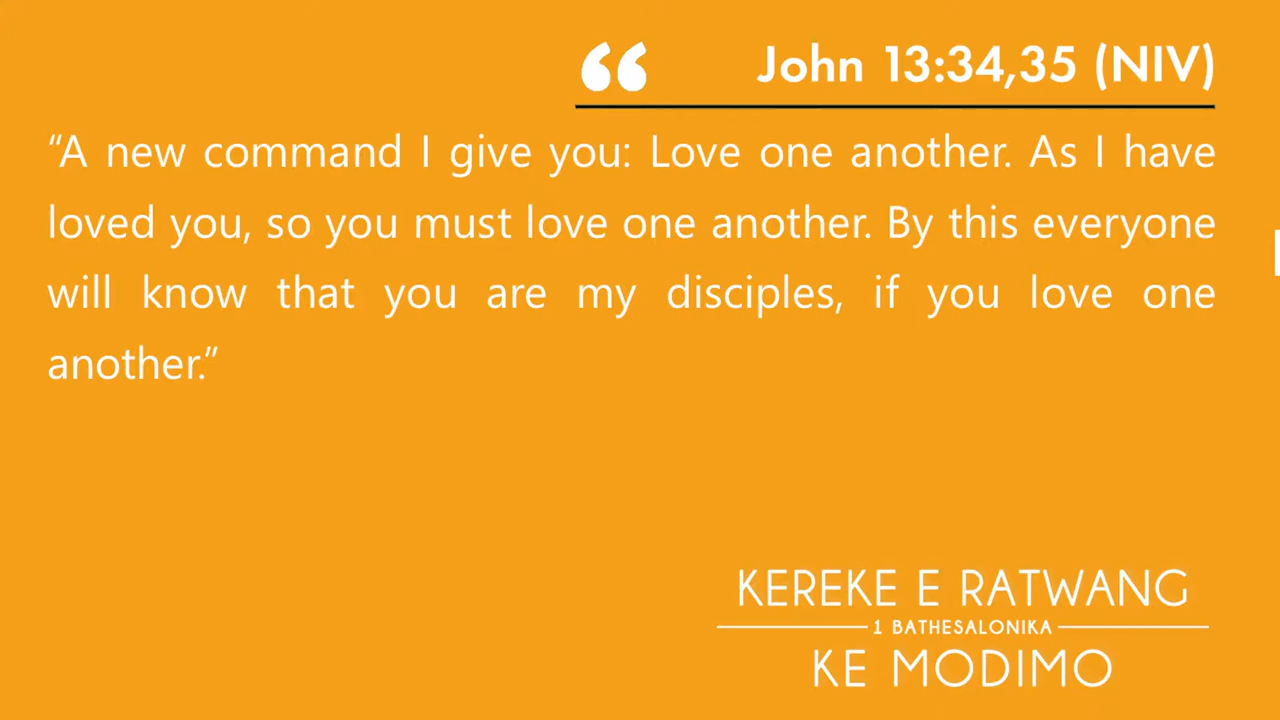 “ John 13:34,35 (NIV)
“A new command I give you: Love one another. As I have
loved you, so you must love one another. By this everyone
will know that you are my disciples, if you love one
another.”
KEREKE E RATWANG
1 BATHESALONIKA
KE MODIMO